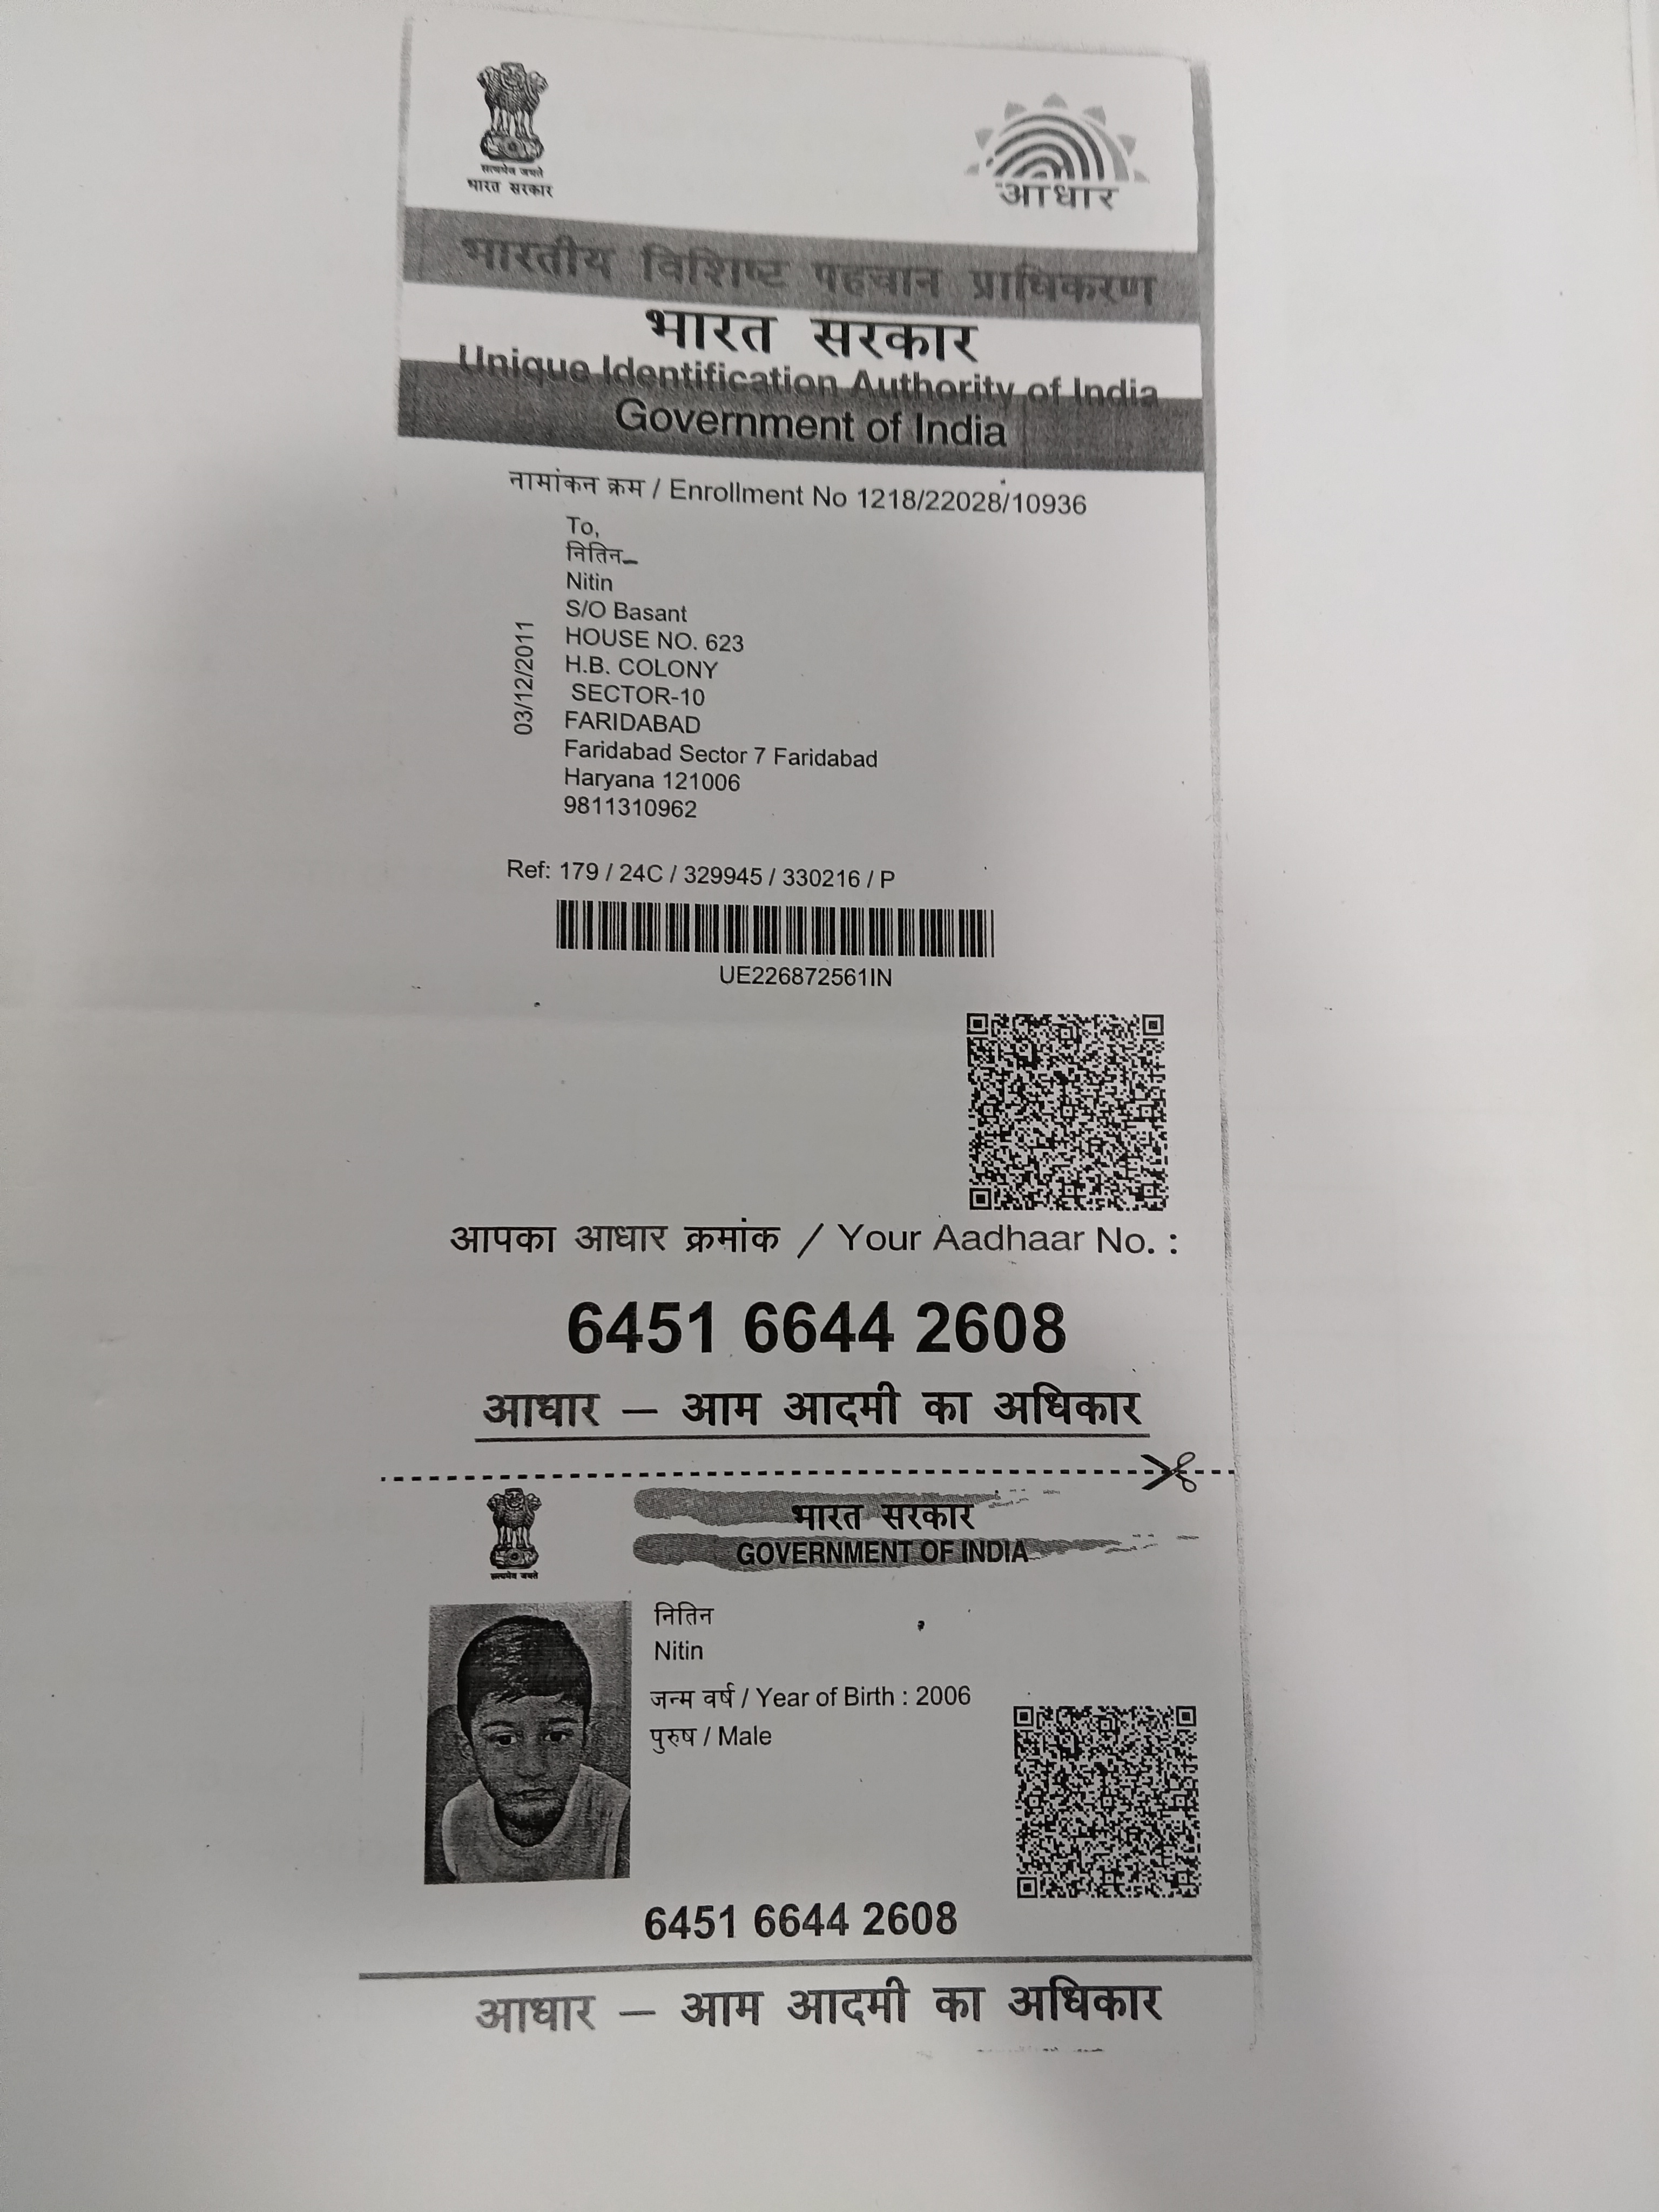 सत्यमेव जयते
भारत सरकार
आधार
भारतीय विशिष्ट पहचान प्राधिकरण
भारत सरकार
Unique Identification Authority of India
Government of India
नामांकन क्रम / Enrollment No 1218/22028/10936
To,
नितिन
Nitin
S/O Basant
HOUSE NO. 623
H.B. COLONY
SECTOR-10
FARIDABAD
Faridabad Sector 7 Faridabad
Haryana 121006
9811310962
03/12/2011
Ref: 179 / 24C / 329945 / 330216 / P
UE226872561IN
आपका आधार क्रमांक / Your Aadhaar No. :
6451 6644 2608
आधार – आम आदमी का अधिकार
सत्यमेव जयते
भारत सरकार
GOVERNMENT OF INDIA
नितिन
Nitin
जन्म वर्ष / Year of Birth : 2006
पुरुष / Male
6451 6644 2608
आधार – आम आदमी का अधिकार